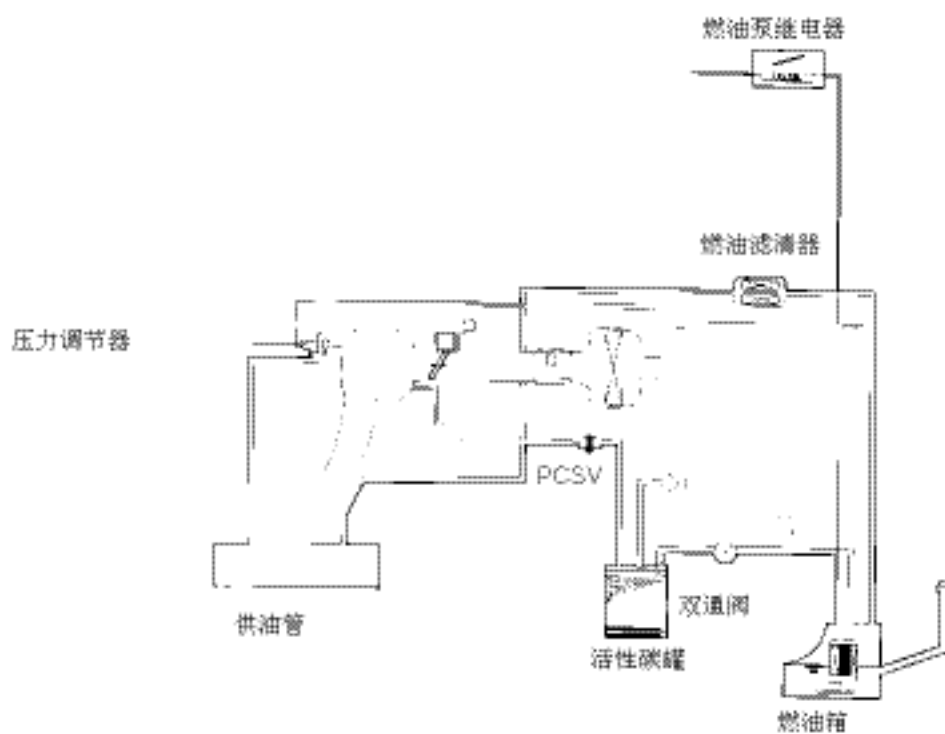 燃油泵继电器
燃油滤清器
压力调节器
PCSV
双通阀
供油管
活性碳罐
燃油箱